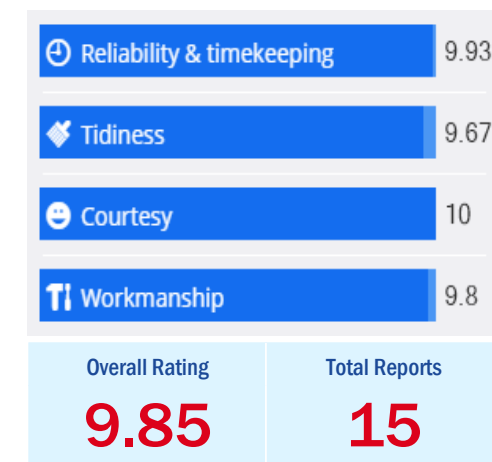 Reliability & timekeeping 9.93
Tidiness 9.67
Courtesy 10
Workmanship 9.8
Overall Rating Total Reports
9.85 15